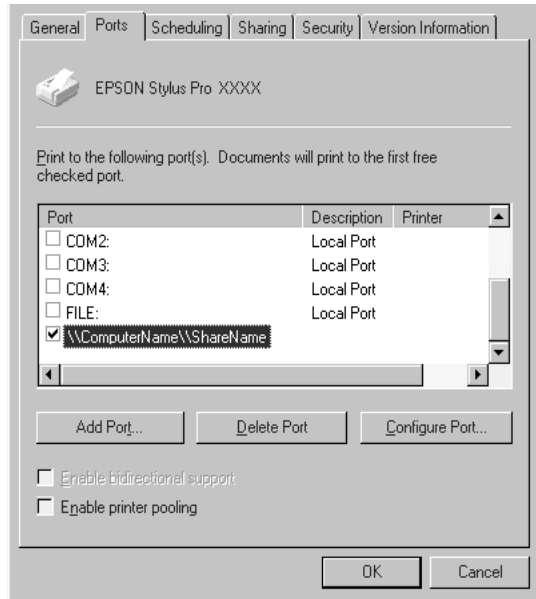 General Ports Scheduling Sharing Security Version Information
EPSON Stylus Pro XXXX
Print to the following port(s). Documents will print to the first free
checked port.
Port Description Printer
COM2: Local Port
COM3: Local Port
COM4: Local Port
FILE: Local Port
\\ComputerName\\ShareName
Add Port... Delete Port Configure Port...
Enable bidirectional support
Enable printer pooling
OK Cancel